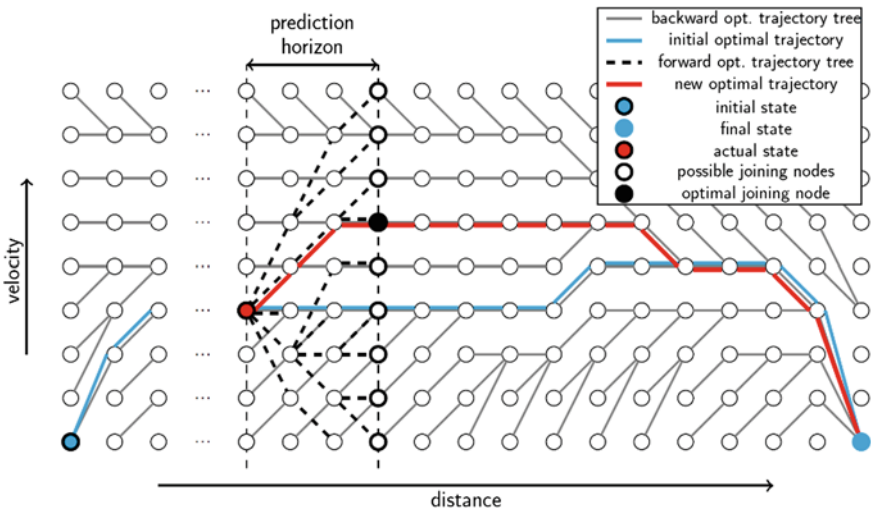 prediction
horizon
backward opt. trajectory tree
initial optimal trajectory
forward opt. trajectory tree
new optimal trajectory
initial state
final state
actual state
possible joining nodes
optimal joining node
...
...
...
...
...
...
...
...
...
velocity
distance